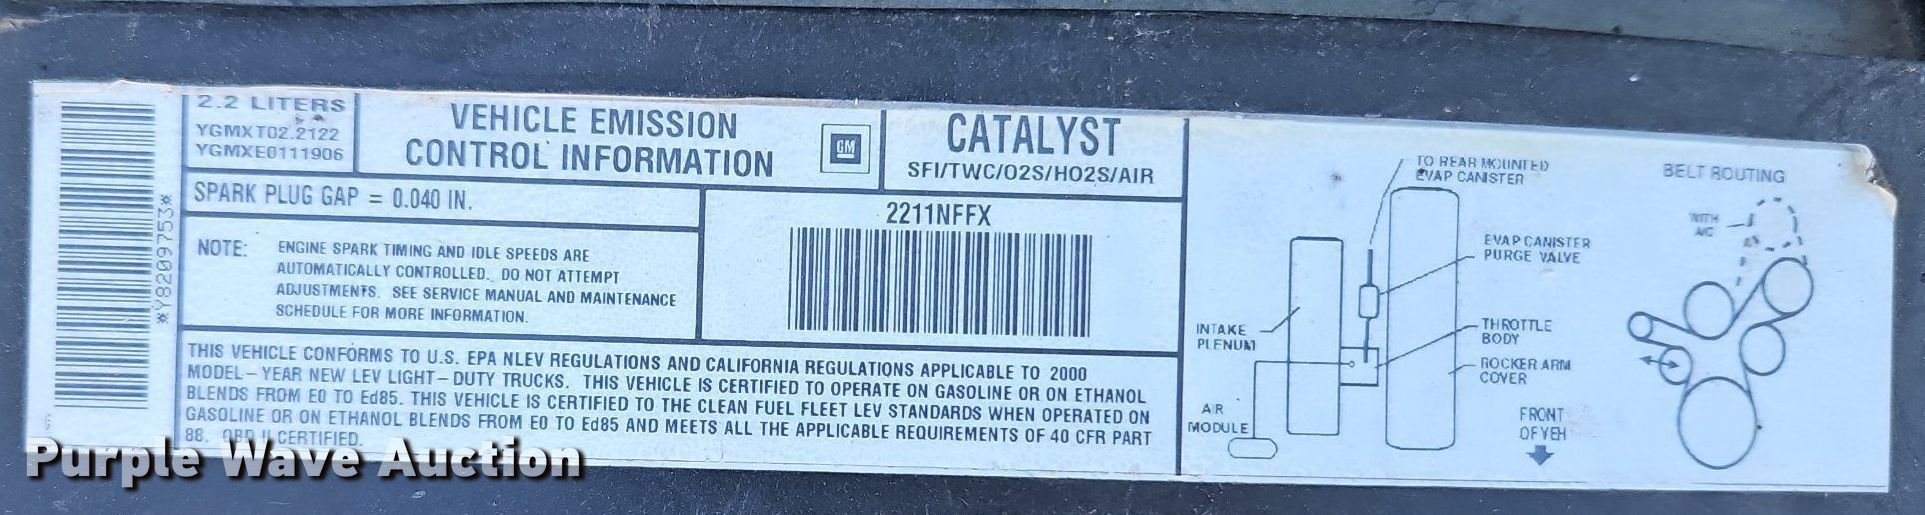 2.2 LITERS
YGMXT02.2122
YGMXE0111906
VEHICLE EMISSION
CONTROL INFORMATION
GM
CATALYST
SFI/TWC/O2S/HO2S/AIR
SPARK PLUG GAP = 0.040 IN.
NOTE: ENGINE SPARK TIMING AND IDLE SPEEDS ARE
AUTOMATICALLY CONTROLLED. DO NOT ATTEMPT
ADJUSTMENTS. SEE SERVICE MANUAL AND MAINTENANCE
SCHEDULE FOR MORE INFORMATION.
2211NFFX
*Y8209753*
THIS VEHICLE CONFORMS TO U.S. EPA NLEV REGULATIONS AND CALIFORNIA REGULATIONS APPLICABLE TO 2000
MODEL-YEAR NEW LEV LIGHT-DUTY TRUCKS. THIS VEHICLE IS CERTIFIED TO OPERATE ON GASOLINE OR ON ETHANOL
BLENDS FROM E0 TO Ed85. THIS VEHICLE IS CERTIFIED TO THE CLEAN FUEL FLEET LEV STANDARDS WHEN OPERATED ON
GASOLINE OR ON ETHANOL BLENDS FROM E0 TO Ed85 AND MEETS ALL THE APPLICABLE REQUIREMENTS OF 40 CFR PART
88. OBD II CERTIFIED.
TO REAR MOUNTED
EVAP CANISTER
EVAP CANISTER
PURGE VALVE
INTAKE
PLENUM
THROTTLE
BODY
ROCKER ARM
COVER
AIR
MODULE
FRONT
OF VEH
BELT ROUTING
WITH
A/C
Purple Wave Auction